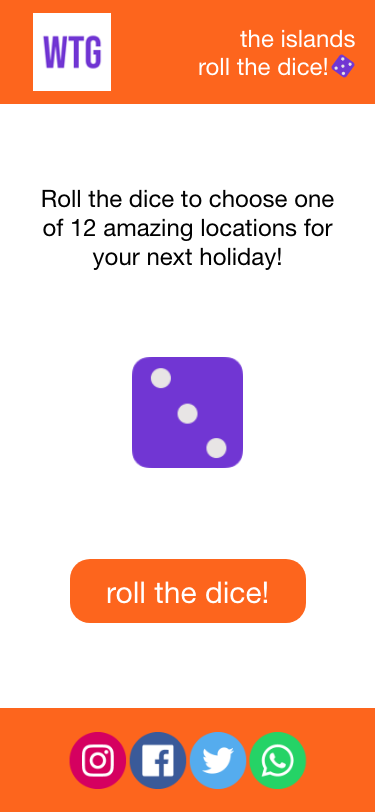 WTG
the islands
roll the dice!
Roll the dice to choose one
of 12 amazing locations for
your next holiday!
roll the dice!